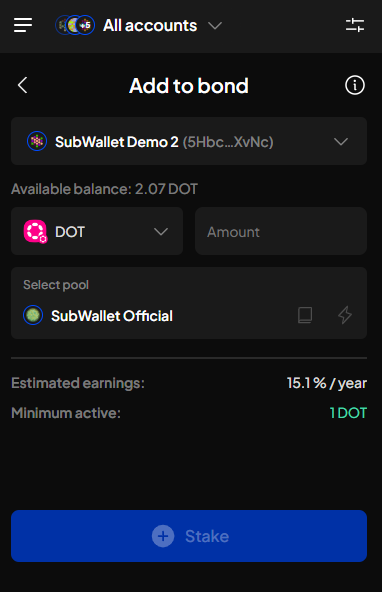 +5 All accounts
Add to bond
SubWallet Demo 2 (5Hbc...XvNc)
Available balance: 2.07 DOT
DOT Amount
Select pool
SubWallet Official
Estimated earnings: 15.1 % / year
Minimum active: 1 DOT
Stake